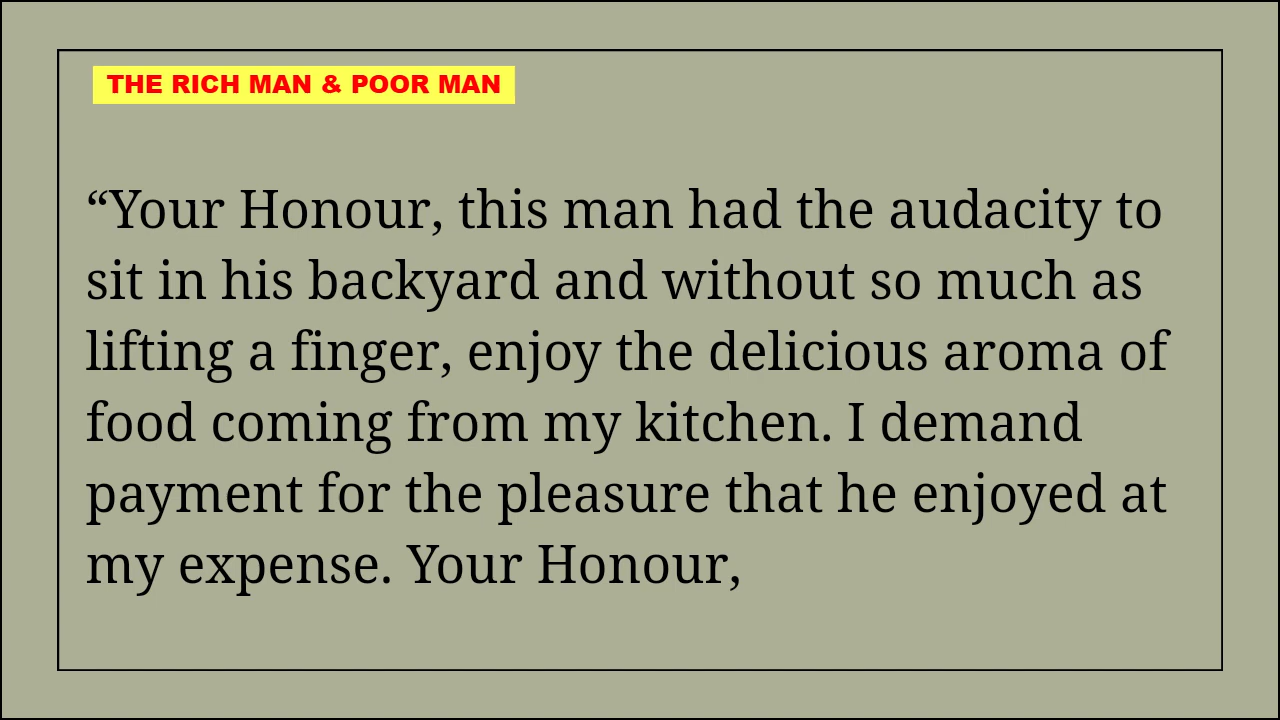 THE RICH MAN & POOR MAN
“Your Honour, this man had the audacity to
sit in his backyard and without so much as
lifting a finger, enjoy the delicious aroma of
food coming from my kitchen. I demand
payment for the pleasure that he enjoyed at
my expense. Your Honour,